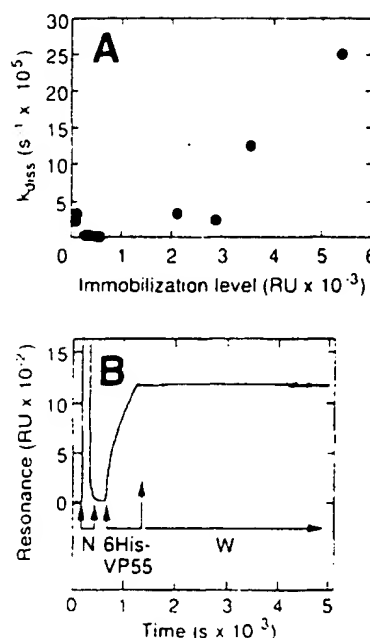 A
30
25
20
15
10
5
0 1 2 3 4 5 6
k_diss (s⁻¹ x 10⁵)
Immobilization level (RU x 10⁻³)
B
15
10
5
0
Resonance (RU x 10⁻²)
N 6His-
VP55
W
0 1 2 3 4 5
Time (s x 10⁻³)